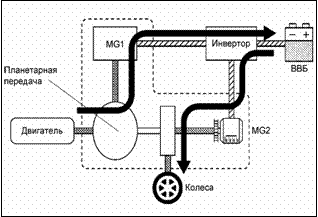 MG1
Инвертор
− +
ВВБ
Планетарная
передача
Двигатель
MG2
Колеса